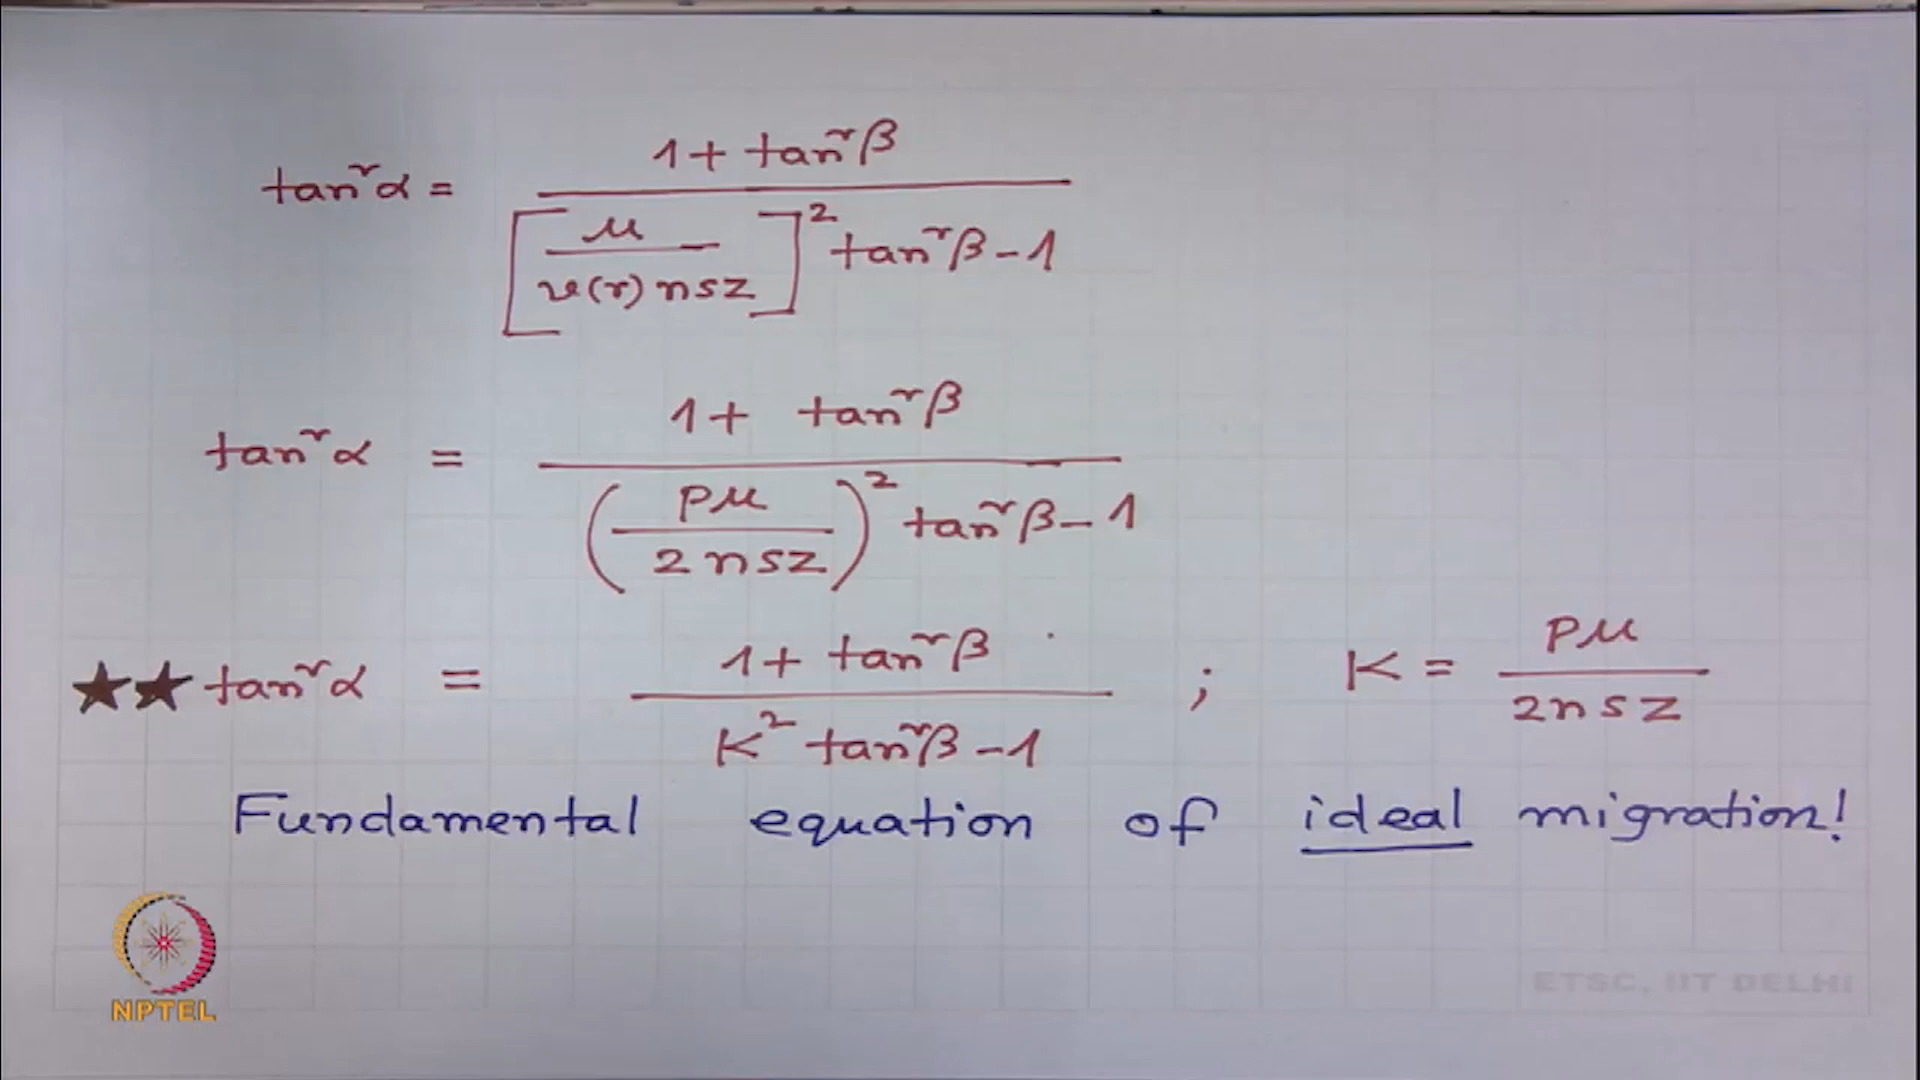 1 + tan²β
tan²α = ————————
[μ / v(r) nsz]² tan²β - 1
1 + tan²β
tan²α = ————————
(Pμ / 2nsz)² tan²β - 1
★★ tan²α = (1 + tan²β) / (K² tan²β - 1) ; K = Pμ / 2nsz
Fundamental equation of ideal migration!
NPTEL
ETSC, IIT DELHI